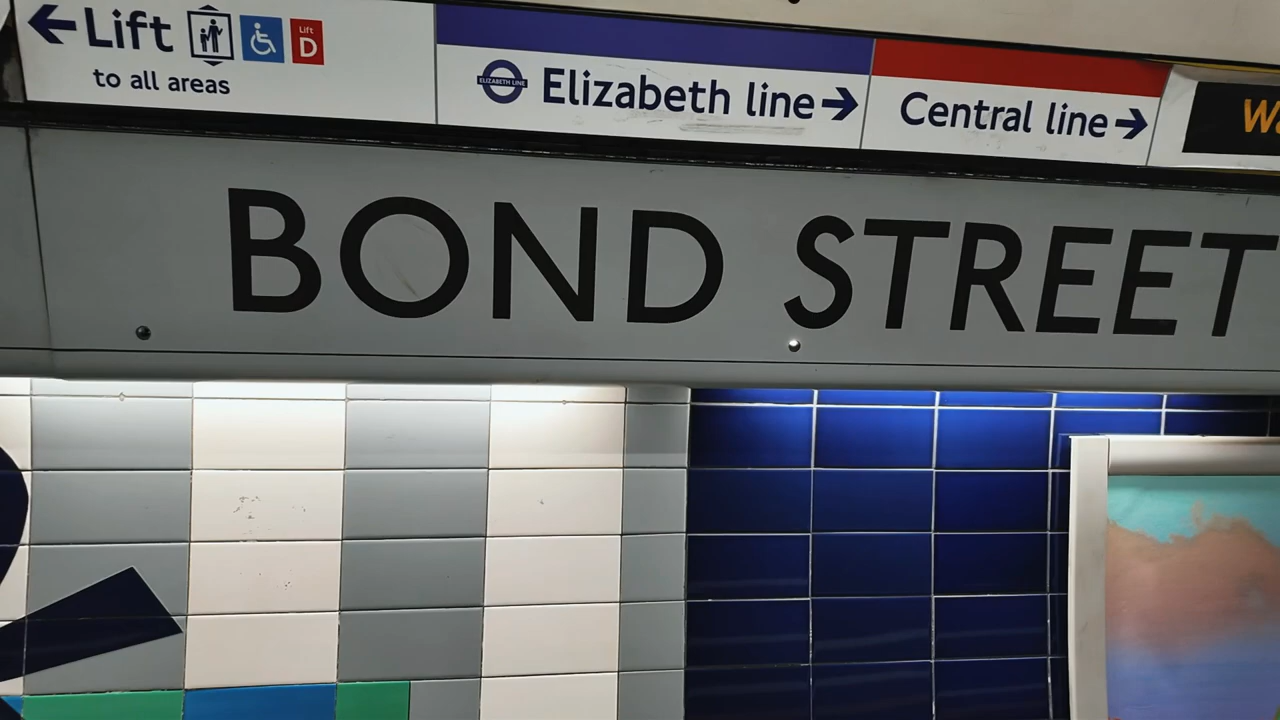 Lift
Lift
D
to all areas
ELIZABETH LINE
Elizabeth line
Central line
BOND STREET